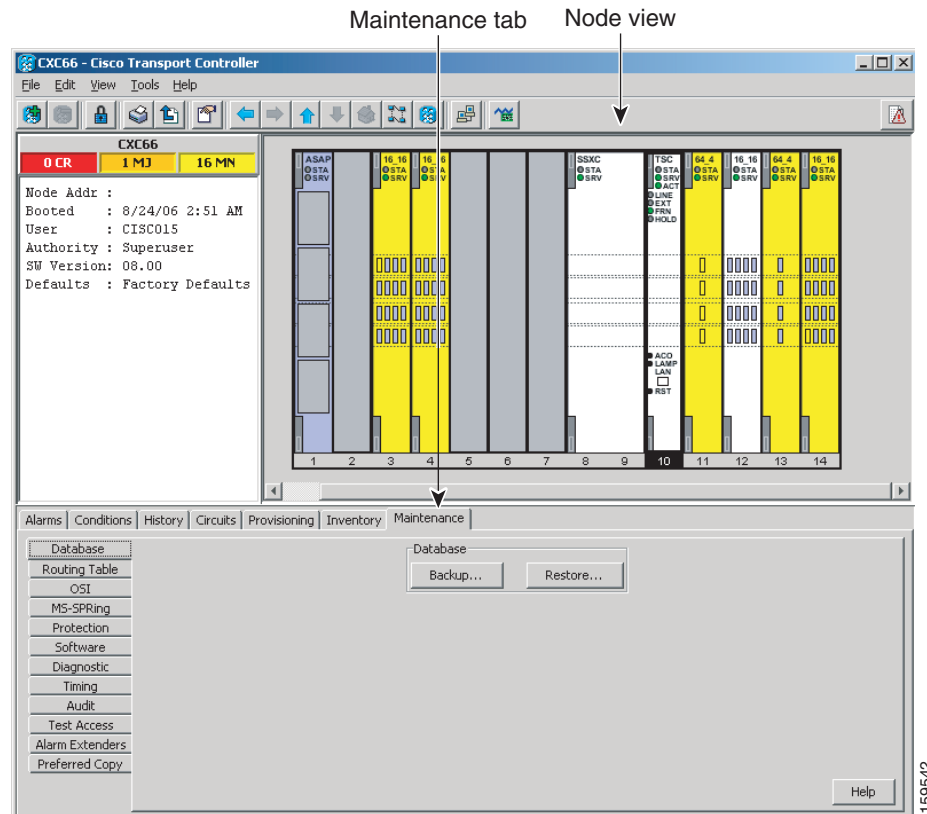 Maintenance tab
Node view
CXC66 - Cisco Transport Controller
File Edit View Tools Help
CXC66
0 CR 1 MJ 16 MN
Node Addr :
Booted : 8/24/06 2:51 AM
User : CISCO15
Authority : Superuser
SW Version: 08.00
Defaults : Factory Defaults
ASAP
STA
SRV
16_16
STA
SRV
16_16
STA
SRV
SSXC
STA
SRV
TSC
STA
SRV
ACT
LINE
EXT
FRN
HOLD
ACO
LAMP
LAN
RST
64_4
STA
SRV
16_16
STA
SRV
64_4
STA
SRV
16_16
STA
SRV
1 2 3 4 5 6 7 8 9 10 11 12 13 14
Alarms Conditions History Circuits Provisioning Inventory Maintenance
Database
Routing Table
OSI
MS-SPRing
Protection
Software
Diagnostic
Timing
Audit
Test Access
Alarm Extenders
Preferred Copy
Database
Backup... Restore...
Help
159542